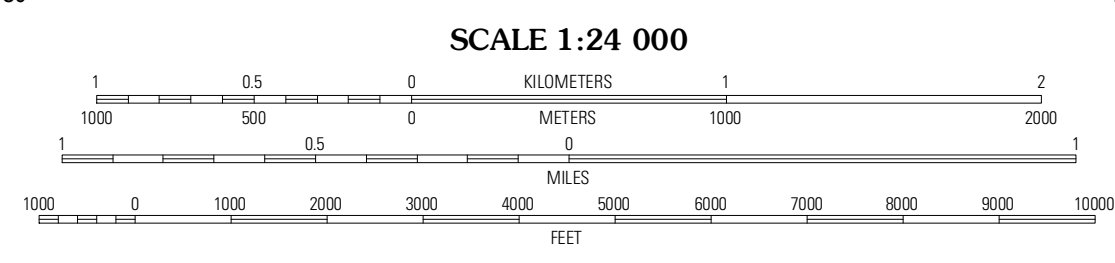 SCALE 1:24 000
1 0.5 0 KILOMETERS 1 2
1000 500 0 METERS 1000 2000
1 0.5 0 1
MILES
1000 0 1000 2000 3000 4000 5000 6000 7000 8000 9000 10000
FEET